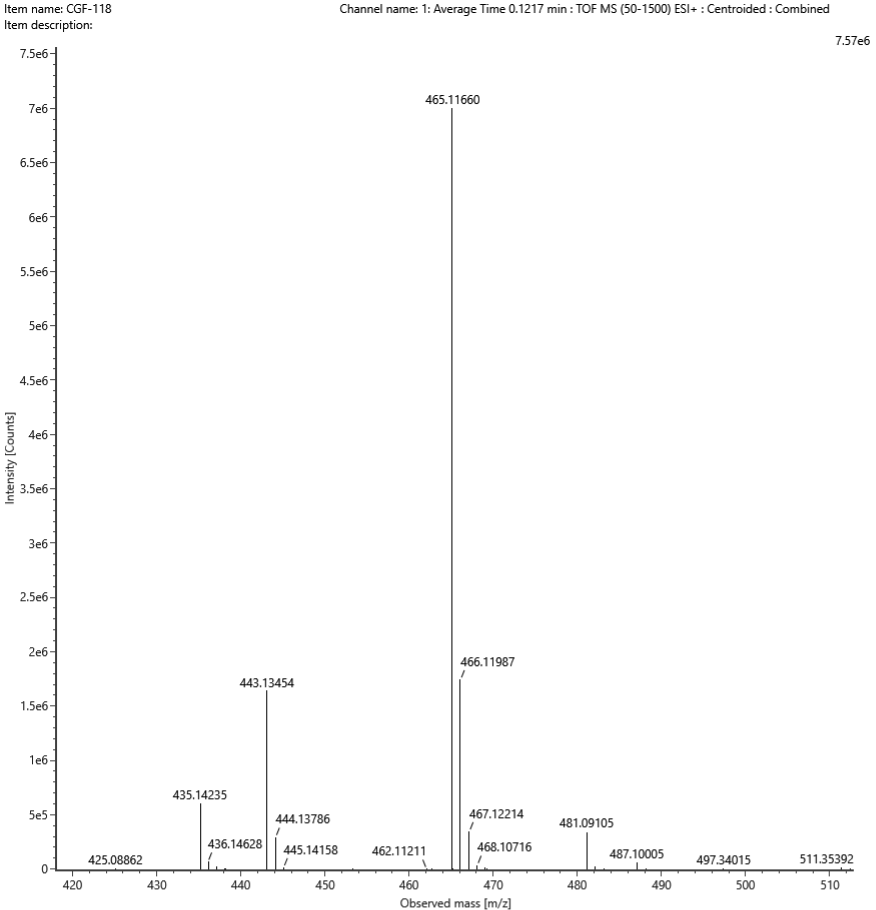 Item name: CGF-118
Channel name: 1: Average Time 0.1217 min : TOF MS (50-1500) ESI+ : Centroided : Combined
Item description:
7.57e6
7.5e6
7e6
6.5e6
6e6
5.5e6
5e6
4.5e6
4e6
3.5e6
3e6
2.5e6
2e6
1.5e6
1e6
5e5
0
Intensity [Counts]
465.11660
466.11987
443.13454
435.14235
444.13786
467.12214
481.09105
436.14628
445.14158
462.11211
468.10716
487.10005
425.08862
497.34015
511.35392
420
430
440
450
460
470
480
490
500
510
Observed mass [m/z]